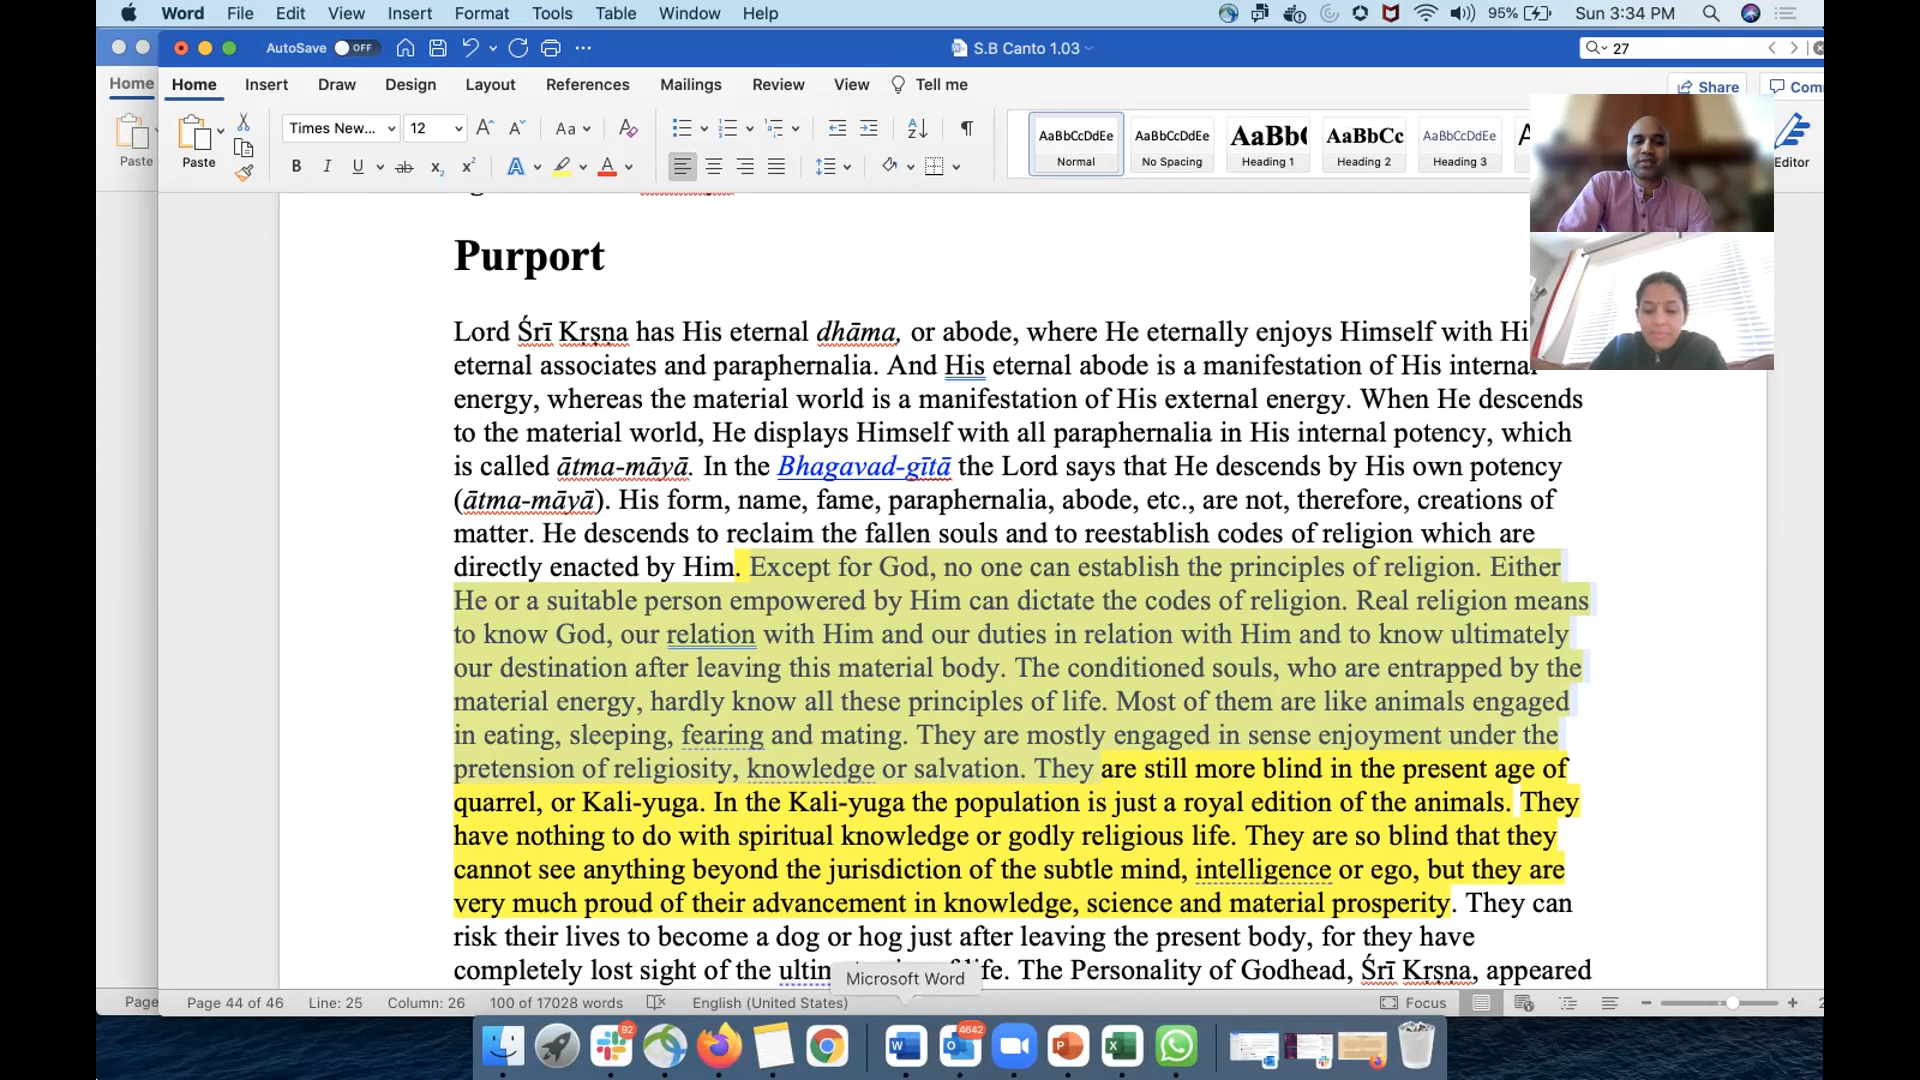 Word File Edit View Insert Format Tools Table Window Help 95% Sun 3:34 PM
AutoSave OFF S.B Canto 1.03 27
Home Home Insert Draw Design Layout References Mailings Review View Tell me Share Com
Paste Paste Times New... 12 Aa AaBbCcDdEe AaBbCcDdEe AaBb( AaBbCc AaBbCcDdEe
B I U ab x2 x2 A A Normal No Spacing Heading 1 Heading 2 Heading 3 Editor
Purport
Lord Śrī Kṛṣṇa has His eternal dhāma, or abode, where He eternally enjoys Himself with Hi
eternal associates and paraphernalia. And His eternal abode is a manifestation of His internal
energy, whereas the material world is a manifestation of His external energy. When He descends
to the material world, He displays Himself with all paraphernalia in His internal potency, which
is called ātma-māyā. In the Bhagavad-gītā the Lord says that He descends by His own potency
(ātma-māyā). His form, name, fame, paraphernalia, abode, etc., are not, therefore, creations of
matter. He descends to reclaim the fallen souls and to reestablish codes of religion which are
directly enacted by Him. Except for God, no one can establish the principles of religion. Either
He or a suitable person empowered by Him can dictate the codes of religion. Real religion means
to know God, our relation with Him and our duties in relation with Him and to know ultimately
our destination after leaving this material body. The conditioned souls, who are entrapped by the
material energy, hardly know all these principles of life. Most of them are like animals engaged
in eating, sleeping, fearing and mating. They are mostly engaged in sense enjoyment under the
pretension of religiosity, knowledge or salvation. They are still more blind in the present age of
quarrel, or Kali-yuga. In the Kali-yuga the population is just a royal edition of the animals. They
have nothing to do with spiritual knowledge or godly religious life. They are so blind that they
cannot see anything beyond the jurisdiction of the subtle mind, intelligence or ego, but they are
very much proud of their advancement in knowledge, science and material prosperity. They can
risk their lives to become a dog or hog just after leaving the present body, for they have
completely lost sight of the ultim fe. The Personality of Godhead, Śrī Kṛṣṇa, appeared
Microsoft Word
Page Page 44 of 46 Line: 25 Column: 26 100 of 17028 words English (United States) Focus
92 4642